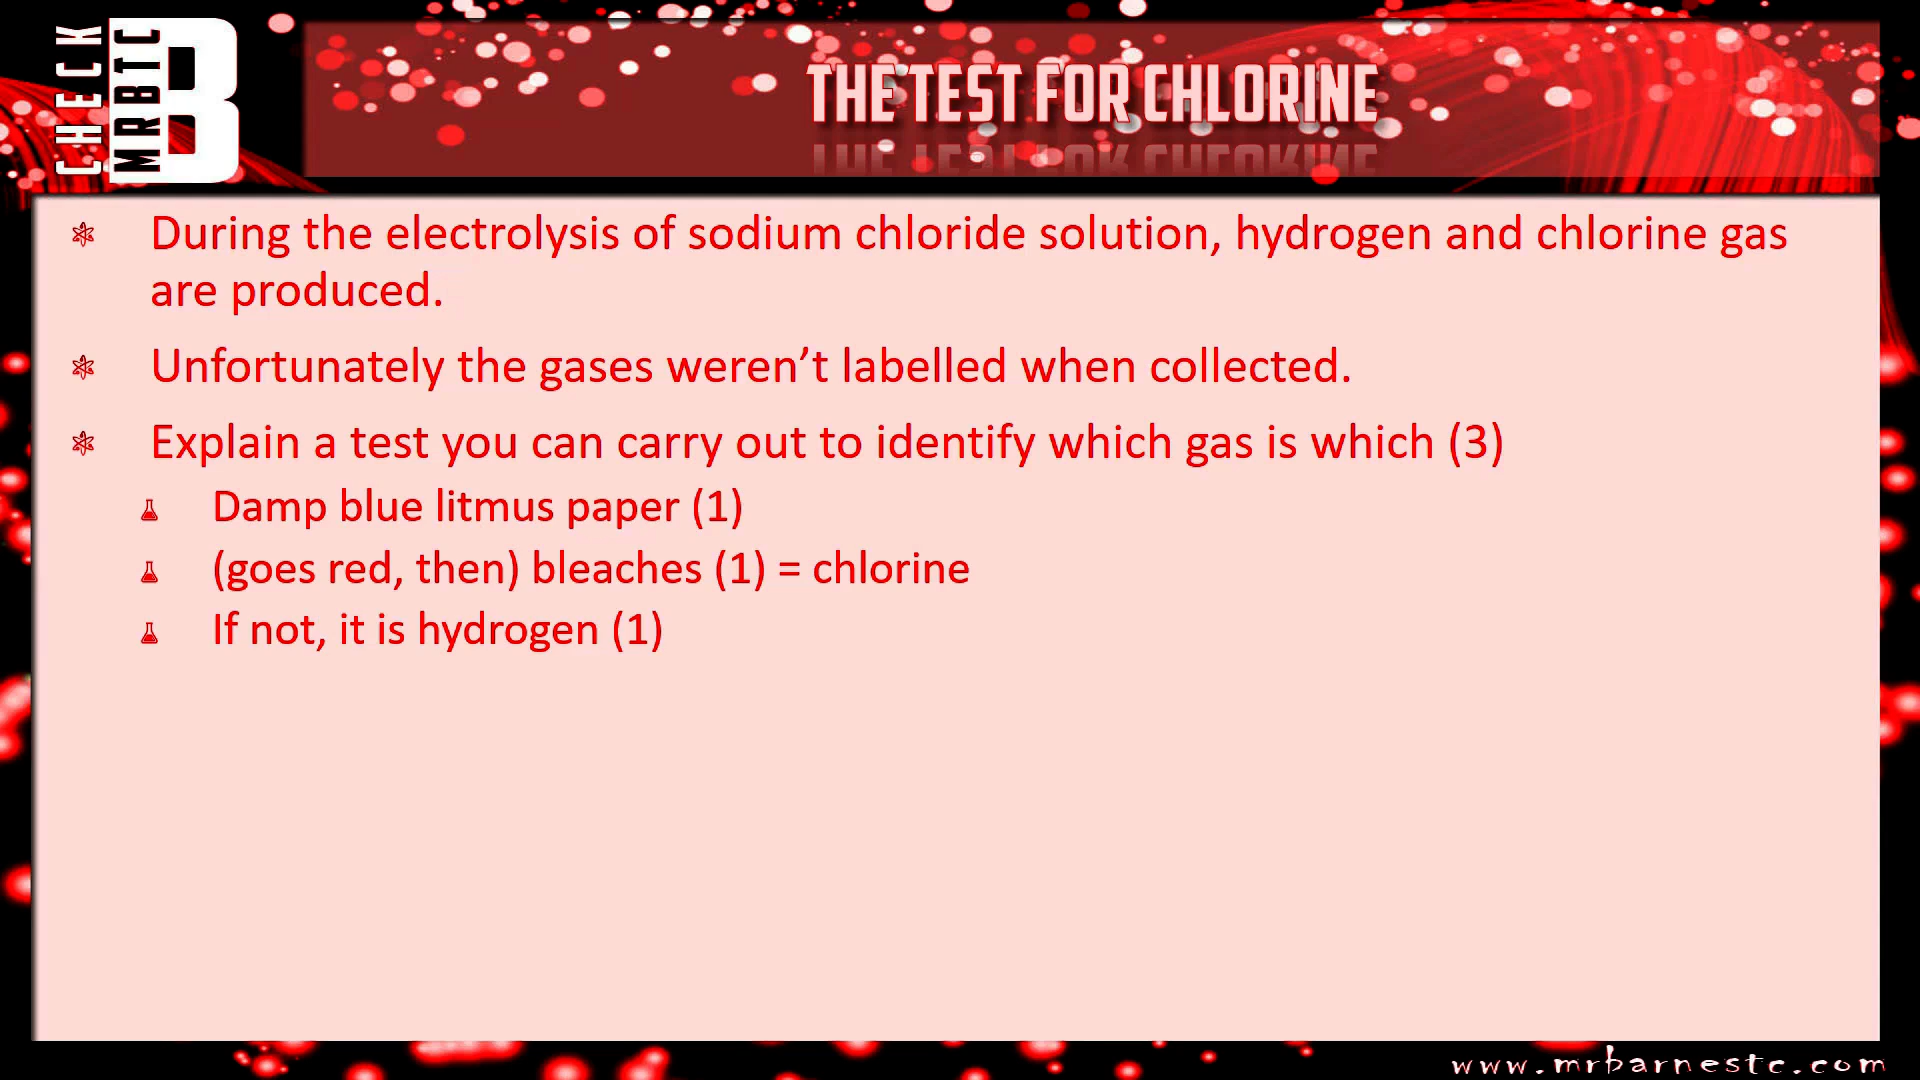 CHECK
MRBTC
B
THE TEST FOR CHLORINE
During the electrolysis of sodium chloride solution, hydrogen and chlorine gas
are produced.
Unfortunately the gases weren’t labelled when collected.
Explain a test you can carry out to identify which gas is which (3)
Damp blue litmus paper (1)
(goes red, then) bleaches (1) = chlorine
If not, it is hydrogen (1)
www.mrbarnestc.com